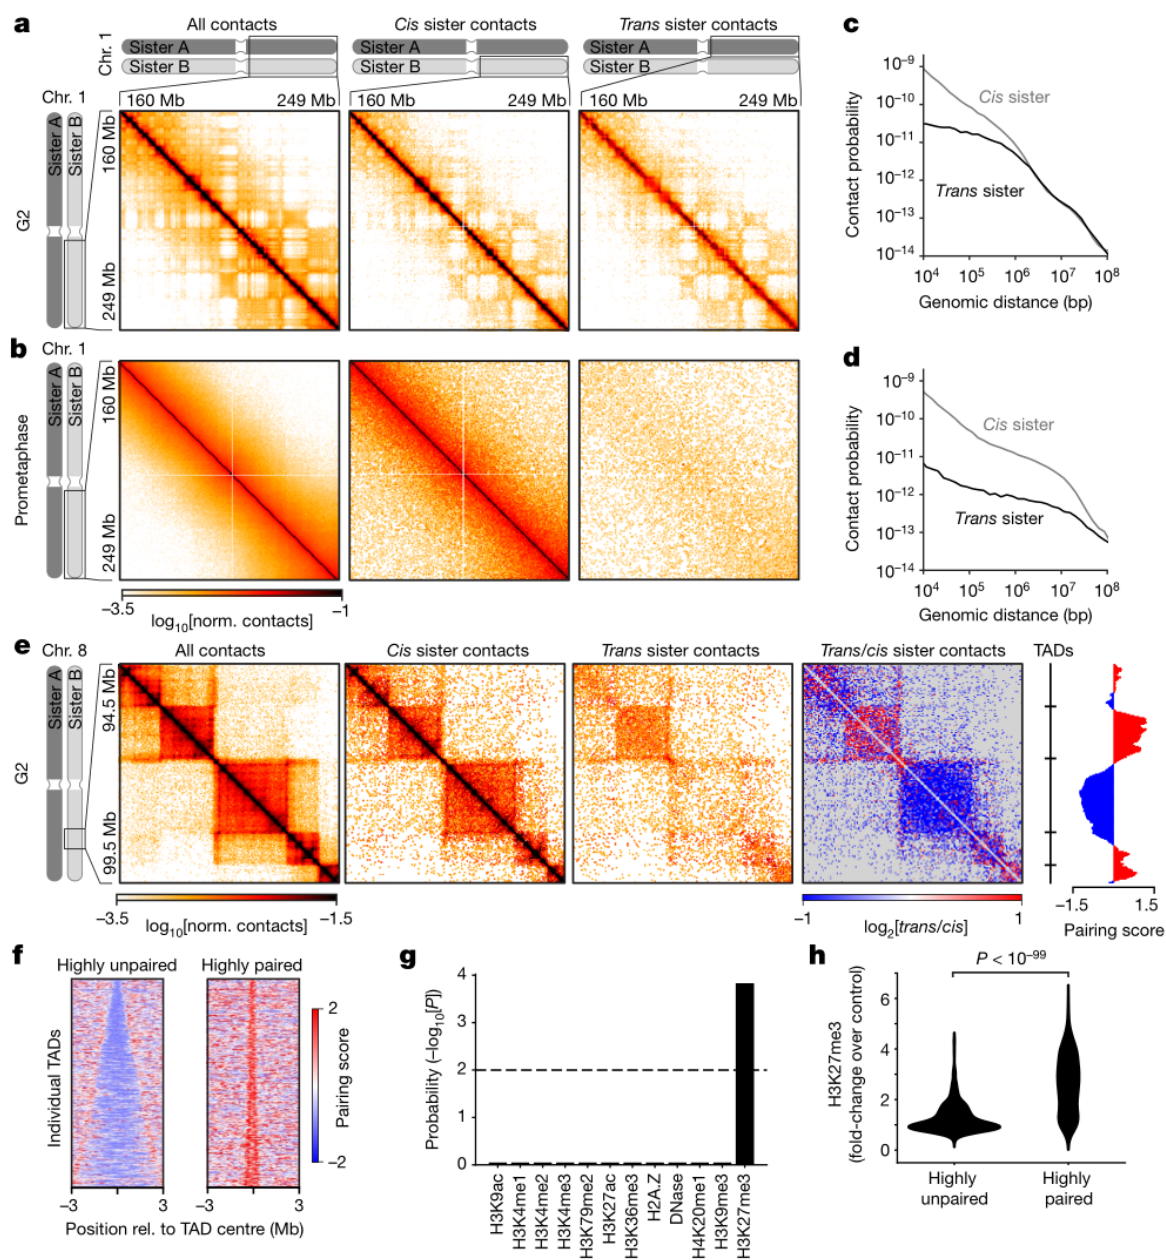 a
All contacts
Cis sister contacts
Trans sister contacts
Chr. 1
Sister A
Sister B
Sister A
Sister B
Sister A
Sister B
Chr. 1
160 Mb 249 Mb
160 Mb 249 Mb
160 Mb 249 Mb
G2
Sister A
Sister B
160 Mb
249 Mb
c
Contact probability
10⁻⁹
10⁻¹⁰
10⁻¹¹
10⁻¹²
10⁻¹³
10⁻¹⁴
Cis sister
Trans sister
10⁴ 10⁵ 10⁶ 10⁷ 10⁸
Genomic distance (bp)
b
Chr. 1
Prometaphase
Sister A
Sister B
160 Mb
249 Mb
−3.5 −1
log₁₀[norm. contacts]
d
Contact probability
10⁻⁹
10⁻¹⁰
10⁻¹¹
10⁻¹²
10⁻¹³
10⁻¹⁴
Cis sister
Trans sister
10⁴ 10⁵ 10⁶ 10⁷ 10⁸
Genomic distance (bp)
e
Chr. 8
All contacts
Cis sister contacts
Trans sister contacts
Trans/cis sister contacts
TADs
G2
Sister A
Sister B
94.5 Mb
99.5 Mb
−3.5 −1.5
log₁₀[norm. contacts]
−1 1
log₂[trans/cis]
−1.5 1.5
Pairing score
f
Highly unpaired
Highly paired
Individual TADs
−3 3
−3 3
Position rel. to TAD centre (Mb)
2
−2
Pairing score
g
Probability (−log₁₀[P])
4
3
2
1
0
H3K9ac
H3K4me1
H3K4me2
H3K4me3
H3K79me2
H3K27ac
H3K36me3
H2A.Z
DNase
H4K20me1
H3K9me3
H3K27me3
h
P < 10⁻⁹⁹
H3K27me3
(fold-change over control)
6
4
2
0
Highly
unpaired
Highly
paired